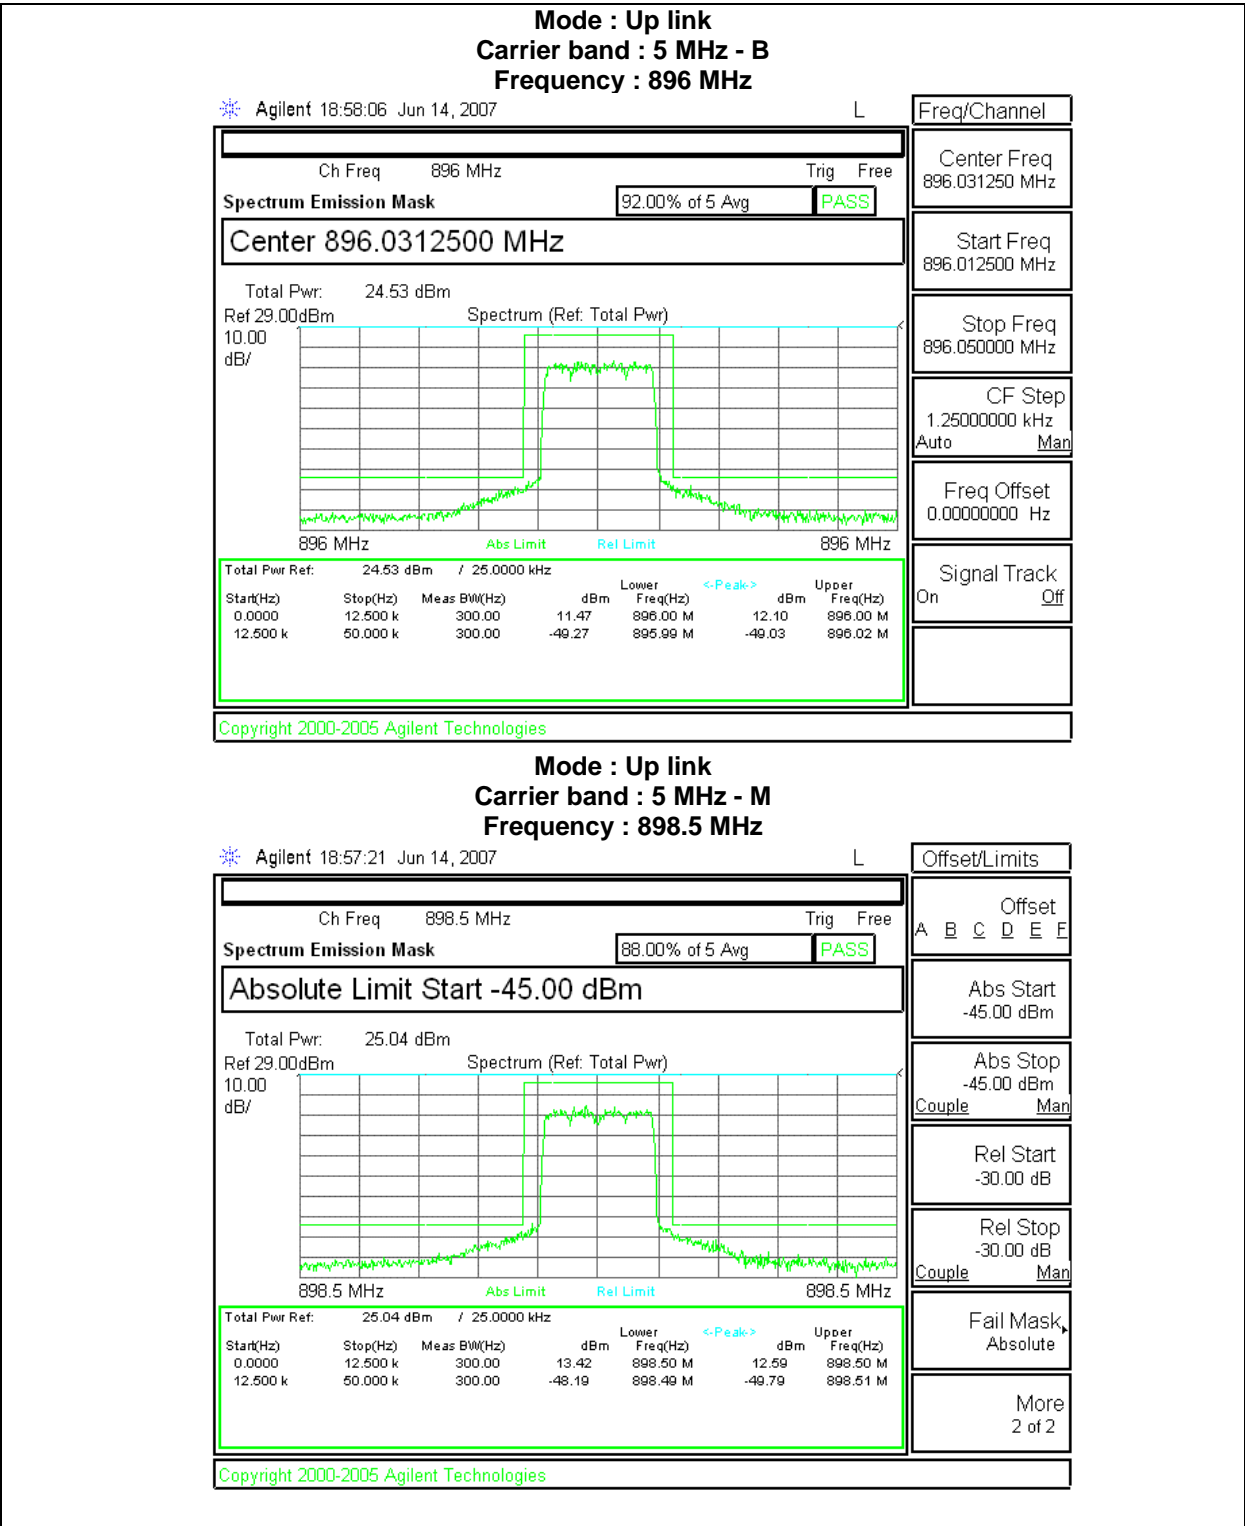 Mode : Up link
Carrier band : 5 MHz - B
Frequency : 896 MHz
Agilent 18:58:06 Jun 14, 2007 L Freq/Channel
Ch Freq 896 MHz Trig Free
Center Freq
896.031250 MHz
Spectrum Emission Mask 92.00% of 5 Avg PASS
Center 896.0312500 MHz
Start Freq
896.012500 MHz
Total Pwr: 24.53 dBm
Ref 29.00dBm Spectrum (Ref: Total Pwr)
10.00
dB/
Stop Freq
896.050000 MHz
CF Step
1.25000000 kHz
Auto Man
Freq Offset
0.00000000 Hz
896 MHz Abs Limit Rel Limit 896 MHz
Signal Track
On Off
Total Pwr Ref: 24.53 dBm / 25.0000 kHz
Lower <-Peak-> Upper
Start(Hz) Stop(Hz) Meas BW(Hz) dBm Freq(Hz) dBm Freq(Hz)
0.0000 12.500 k 300.00 11.47 896.00 M 12.10 896.00 M
12.500 k 50.000 k 300.00 -49.27 895.99 M -49.03 896.02 M
Copyright 2000-2005 Agilent Technologies
Mode : Up link
Carrier band : 5 MHz - M
Frequency : 898.5 MHz
Agilent 18:57:21 Jun 14, 2007 L Offset/Limits
Ch Freq 898.5 MHz Trig Free
Offset
A B C D E F
Spectrum Emission Mask 88.00% of 5 Avg PASS
Absolute Limit Start -45.00 dBm
Abs Start
-45.00 dBm
Total Pwr: 25.04 dBm
Ref 29.00dBm Spectrum (Ref: Total Pwr)
10.00
dB/
Abs Stop
-45.00 dBm
Couple Man
Rel Start
-30.00 dB
Rel Stop
-30.00 dB
Couple Man
898.5 MHz Abs Limit Rel Limit 898.5 MHz
Fail Mask
Absolute
Total Pwr Ref: 25.04 dBm / 25.0000 kHz
Lower <-Peak-> Upper
Start(Hz) Stop(Hz) Meas BW(Hz) dBm Freq(Hz) dBm Freq(Hz)
0.0000 12.500 k 300.00 13.42 898.50 M 12.59 898.50 M
12.500 k 50.000 k 300.00 -48.19 898.49 M -49.79 898.51 M
More
2 of 2
Copyright 2000-2005 Agilent Technologies